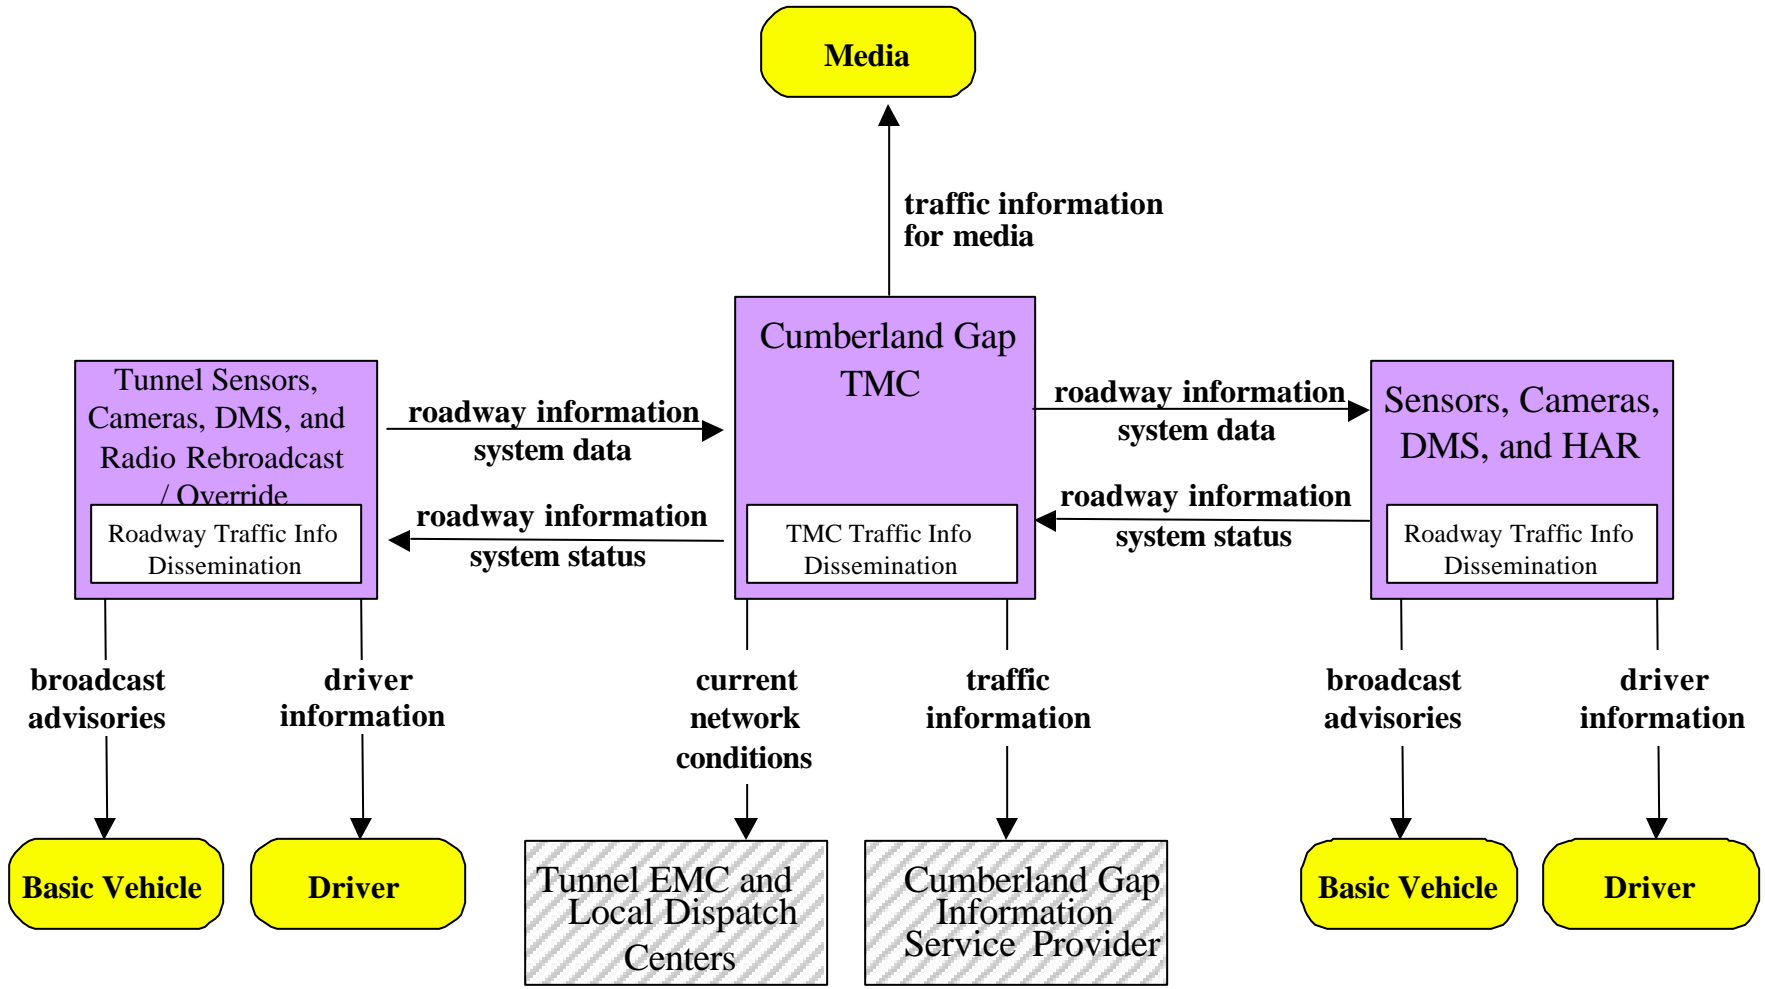 Media
traffic information
for media
Cumberland Gap
TMC
Tunnel Sensors,
Cameras, DMS, and
Radio Rebroadcast
/ Override
Roadway Traffic Info
Dissemination
roadway information
system data
roadway information
system status
TMC Traffic Info
Dissemination
roadway information
system data
roadway information
system status
Sensors, Cameras,
DMS, and HAR
Roadway Traffic Info
Dissemination
broadcast
advisories
driver
information
current
network
conditions
traffic
information
broadcast
advisories
driver
information
Basic Vehicle
Driver
Tunnel EMC and
Local Dispatch
Centers
Cumberland Gap
Information
Service Provider
Basic Vehicle
Driver